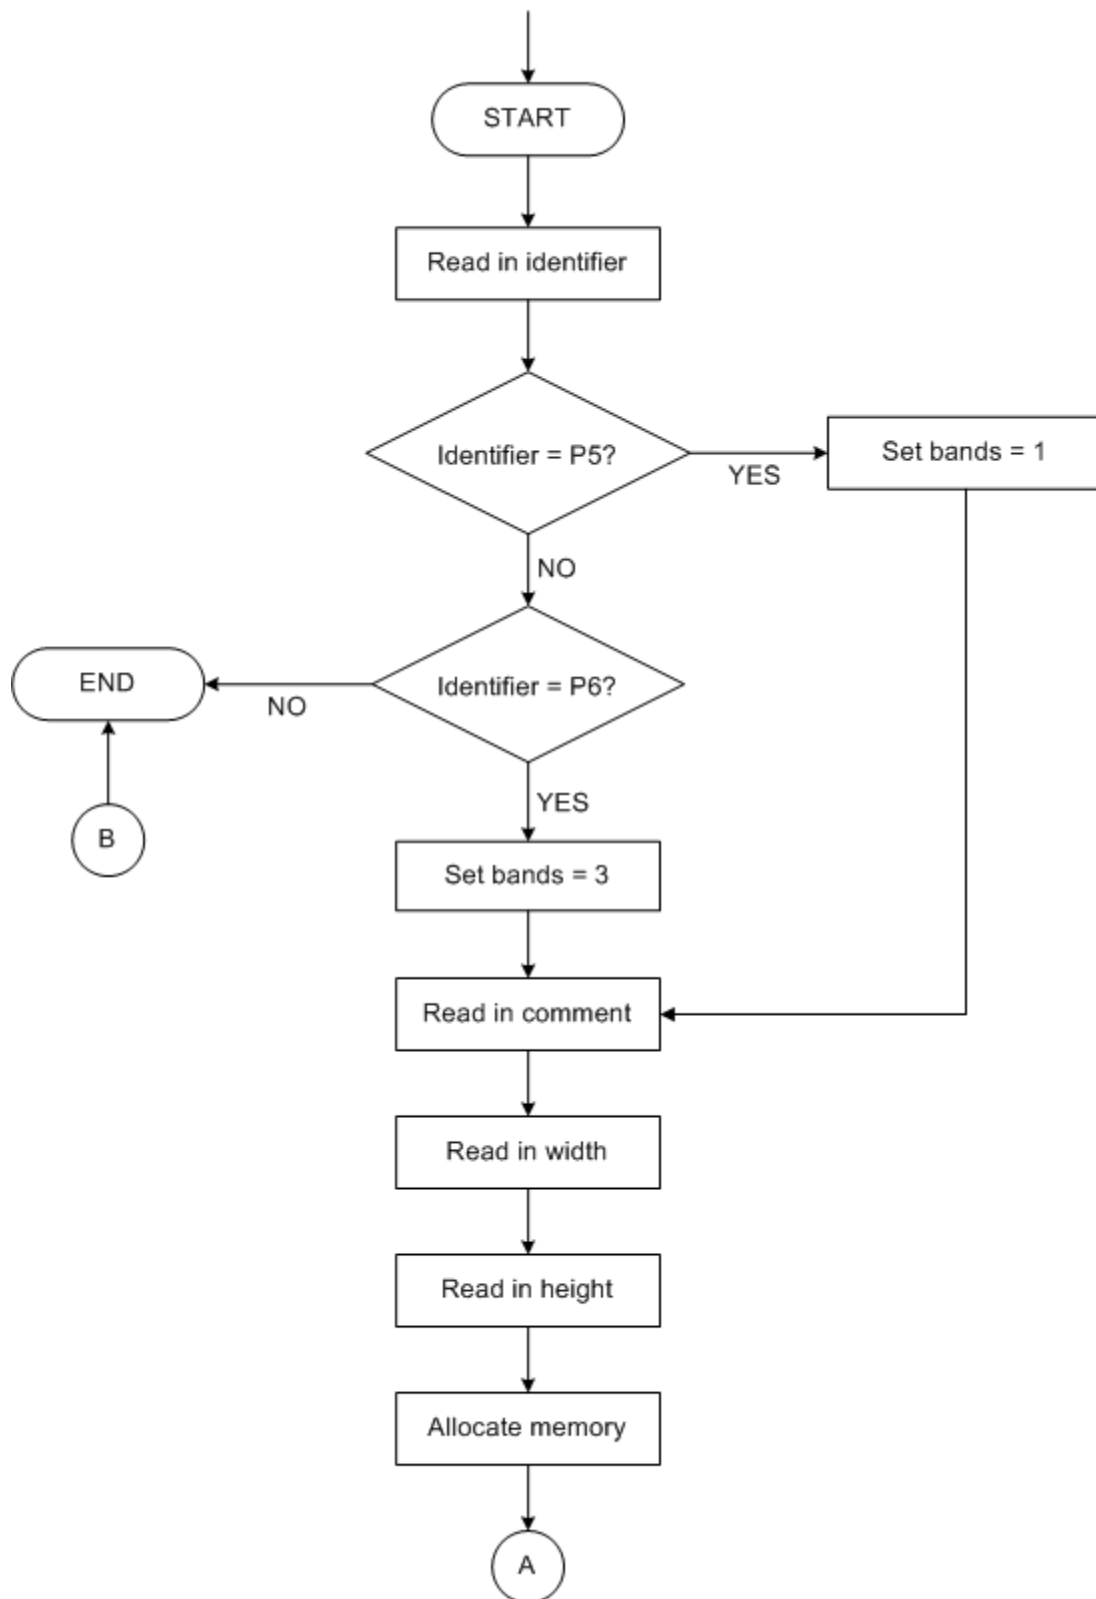 START
Read in identifier
Identifier = P5?
YES
Set bands = 1
NO
Identifier = P6?
NO
END
B
YES
Set bands = 3
Read in comment
Read in width
Read in height
Allocate memory
A